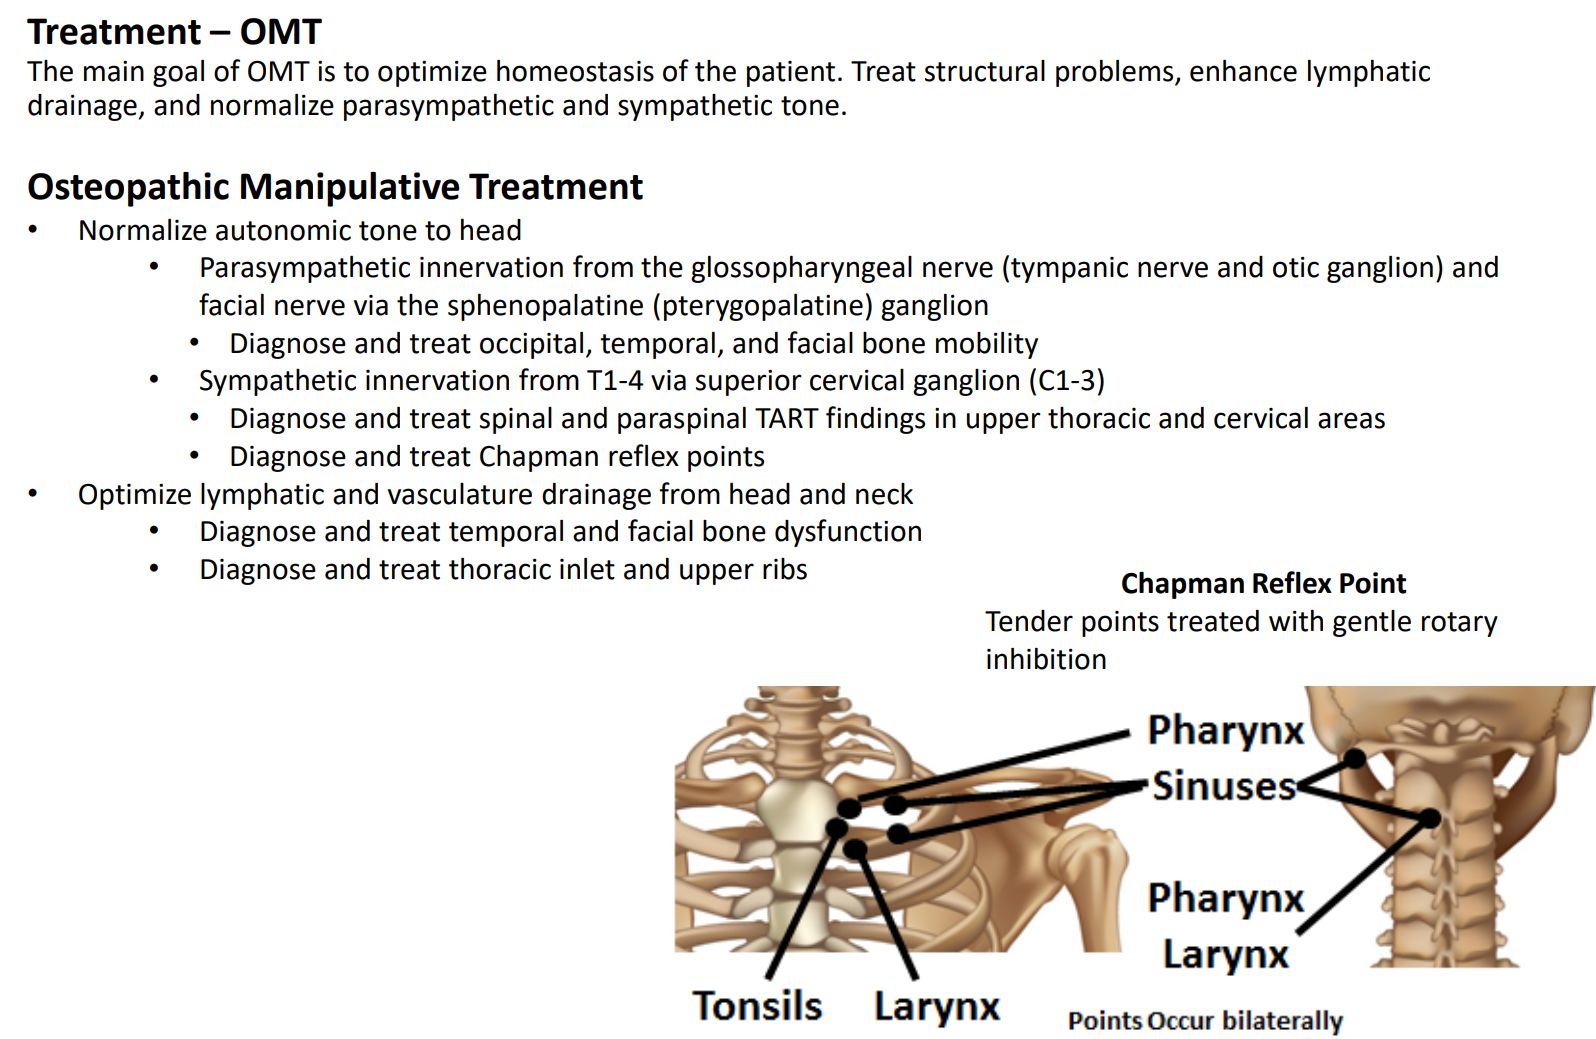 Treatment – OMT
The main goal of OMT is to optimize homeostasis of the patient. Treat structural problems, enhance lymphatic
drainage, and normalize parasympathetic and sympathetic tone.
Osteopathic Manipulative Treatment
• Normalize autonomic tone to head
• Parasympathetic innervation from the glossopharyngeal nerve (tympanic nerve and otic ganglion) and
facial nerve via the sphenopalatine (pterygopalatine) ganglion
• Diagnose and treat occipital, temporal, and facial bone mobility
• Sympathetic innervation from T1-4 via superior cervical ganglion (C1-3)
• Diagnose and treat spinal and paraspinal TART findings in upper thoracic and cervical areas
• Diagnose and treat Chapman reflex points
• Optimize lymphatic and vasculature drainage from head and neck
• Diagnose and treat temporal and facial bone dysfunction
• Diagnose and treat thoracic inlet and upper ribs
Chapman Reflex Point
Tender points treated with gentle rotary
inhibition
Pharynx
Sinuses
Pharynx
Larynx
Tonsils
Larynx
Points Occur bilaterally